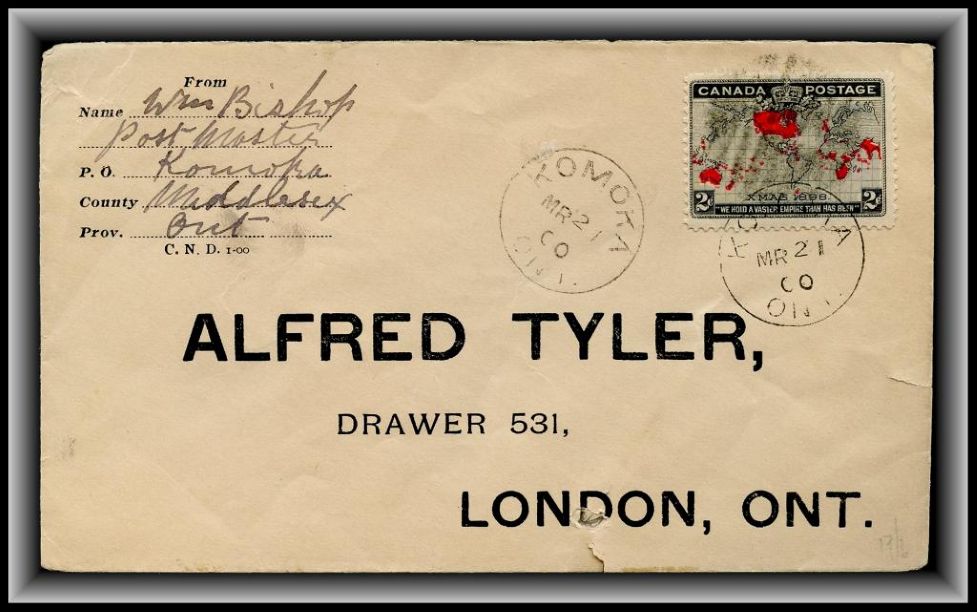 From
Name Wm Bishop
Post Master
P. O. Komoka
County Middlesex
Prov. Ont
C. N. D. 1-00
CANADA POSTAGE
2c XMAS 1898 2c
"WE HOLD A VASTER EMPIRE THAN HAS BEEN"
KOMOKA
MR 21
00
ONT.
MR 21
00
ONT.
ALFRED TYLER,
DRAWER 531,
LONDON, ONT.